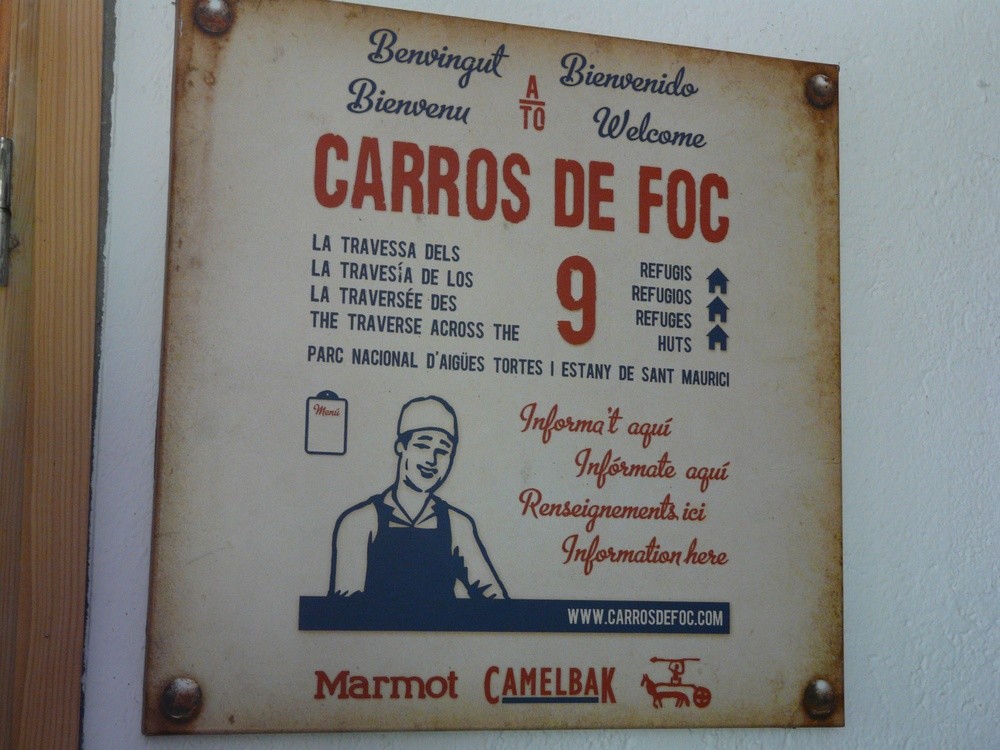 Benvingut A Bienvenido
Bienvenu TO Welcome
CARROS DE FOC
LA TRAVESSA DELS
LA TRAVESÍA DE LOS
LA TRAVERSÉE DES
THE TRAVERSE ACROSS THE
9
REFUGIS
REFUGIOS
REFUGES
HUTS
PARC NACIONAL D'AIGÜES TORTES I ESTANY DE SANT MAURICI
Menú
Informa't aquí
Infórmate aquí
Renseignements ici
Information here
WWW.CARROSDEFOC.COM
Marmot CAMELBAK